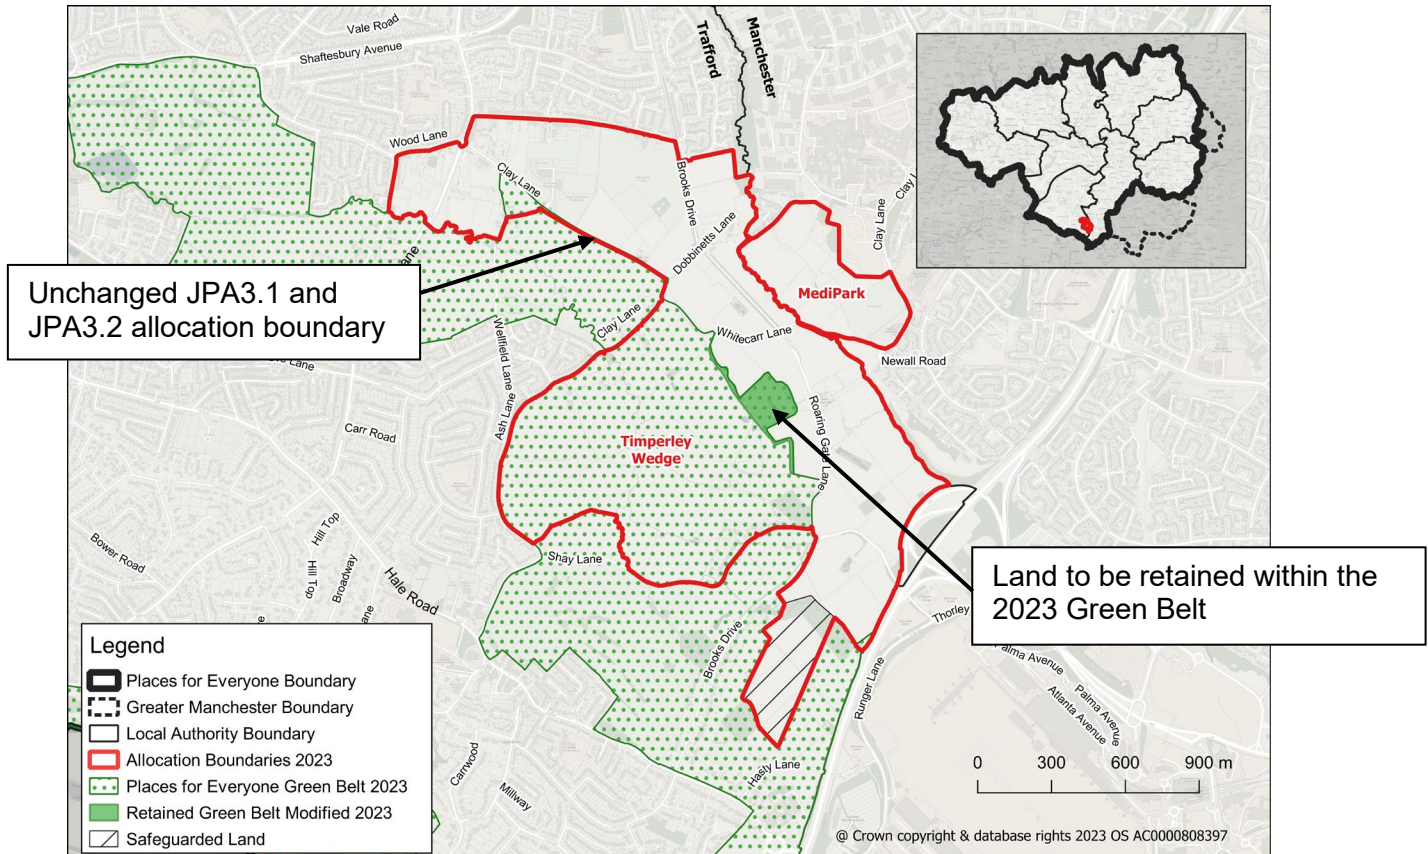 Vale Road
Shaftesbury Avenue
Trafford
Manchester
Wood Lane
Clay Lane
Brooks Drive
Clay L
Clay Lane
Dobbinetts Lane
MediPark
Unchanged JPA3.1 and
JPA3.2 allocation boundary
Clay Lane
Whitecarr Lane
Newall Road
Wellfield Lane
Ash Lane
Carr Road
Roaring Gate Lane
Timperley
Wedge
Hill Top
Bower Road
Hill Top
Broadway
Shay Lane
Hale Road
Land to be retained within the
2023 Green Belt
Thorley
Brooks Drive
Runger Lane
Palma Avenue
Palma Avenue
Atlanta Avenue
Carrwood
Millway
Hasty Lane
Legend
Places for Everyone Boundary
Greater Manchester Boundary
Local Authority Boundary
Allocation Boundaries 2023
Places for Everyone Green Belt 2023
Retained Green Belt Modified 2023
Safeguarded Land
0 300 600 900 m
@ Crown copyright & database rights 2023 OS AC0000808397